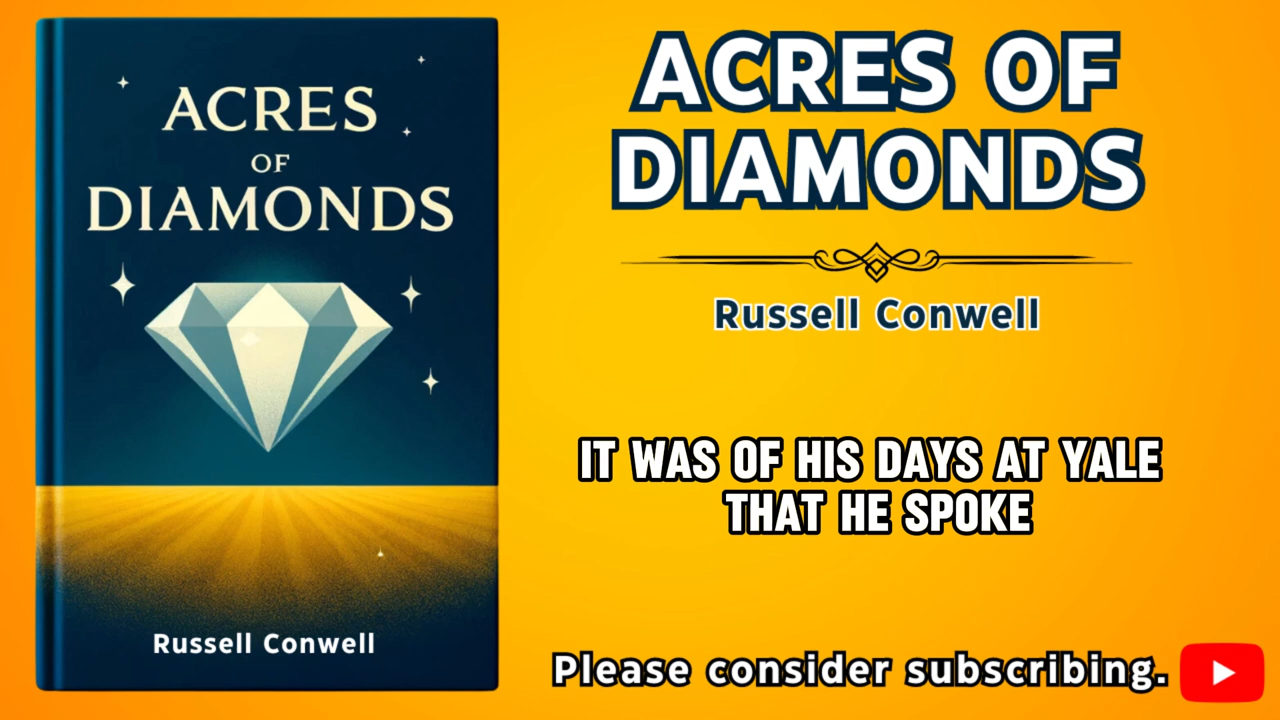 ACRES
OF
DIAMONDS
Russell Conwell
ACRES OF
DIAMONDS
Russell Conwell
IT WAS OF HIS DAYS AT YALE
THAT HE SPOKE
Please consider subscribing.